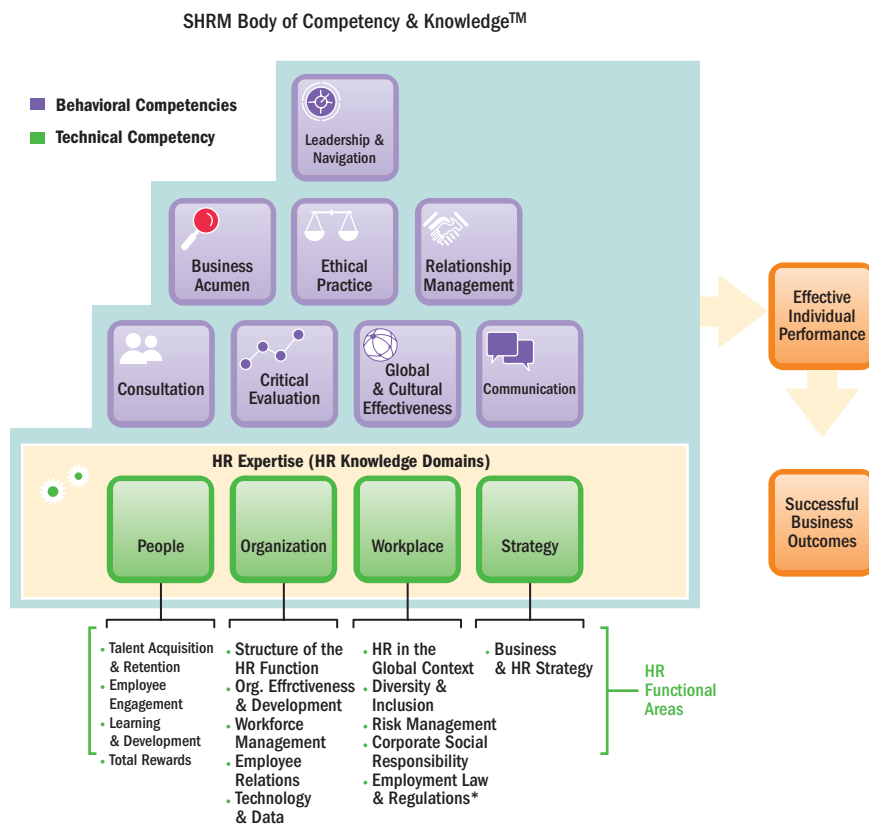 SHRM Body of Competency & Knowledge™
Behavioral Competencies
Technical Competency
Leadership &
Navigation
Business
Acumen
Ethical
Practice
Relationship
Management
Consultation
Critical
Evaluation
Global
& Cultural
Effectiveness
Communication
Effective
Individual
Performance
Successful
Business
Outcomes
HR Expertise (HR Knowledge Domains)
People
Organization
Workplace
Strategy
• Talent Acquisition
& Retention
• Employee
Engagement
• Learning
& Development
• Total Rewards
• Structure of the
HR Function
• Org. Effrctiveness
& Development
• Workforce
Management
• Employee
Relations
• Technology
& Data
• HR in the
Global Context
• Diversity &
Inclusion
• Risk Management
• Corporate Social
Responsibility
• Employment Law
& Regulations*
• Business
& HR Strategy
HR
Functional
Areas